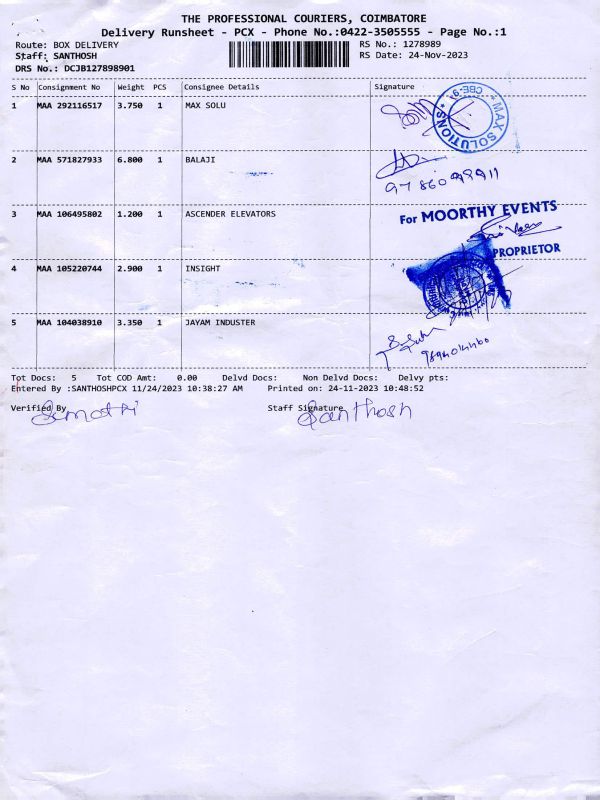 THE PROFESSIONAL COURIERS, COIMBATORE
Delivery Runsheet - PCX - Phone No.:0422-3505555 - Page No.:1
Route: BOX DELIVERY RS No.: 1278989
Staff: SANTHOSH RS Date: 24-Nov-2023
DRS No.: DCJB127898901
S No Consignment No Weight PCS Consignee Details Signature
1 MAA 292116517 3.750 1 MAX SOLU
CBE-9 * MAX SOLUTIONS *
2 MAA 571827933 6.800 1 BALAJI
3 MAA 106495802 1.200 1 ASCENDER ELEVATORS
For MOORTHY EVENTS
PROPRIETOR
4 MAA 105220744 2.900 1 INSIGHT
5 MAA 104038910 3.350 1 JAYAM INDUSTER
Tot Docs: 5 Tot COD Amt: 0.00 Delvd Docs: Non Delvd Docs: Delvy pts:
Entered By :SANTHOSHPCX 11/24/2023 10:38:27 AM Printed on: 24-11-2023 10:48:52
Verified By Staff Signature
Santhosh